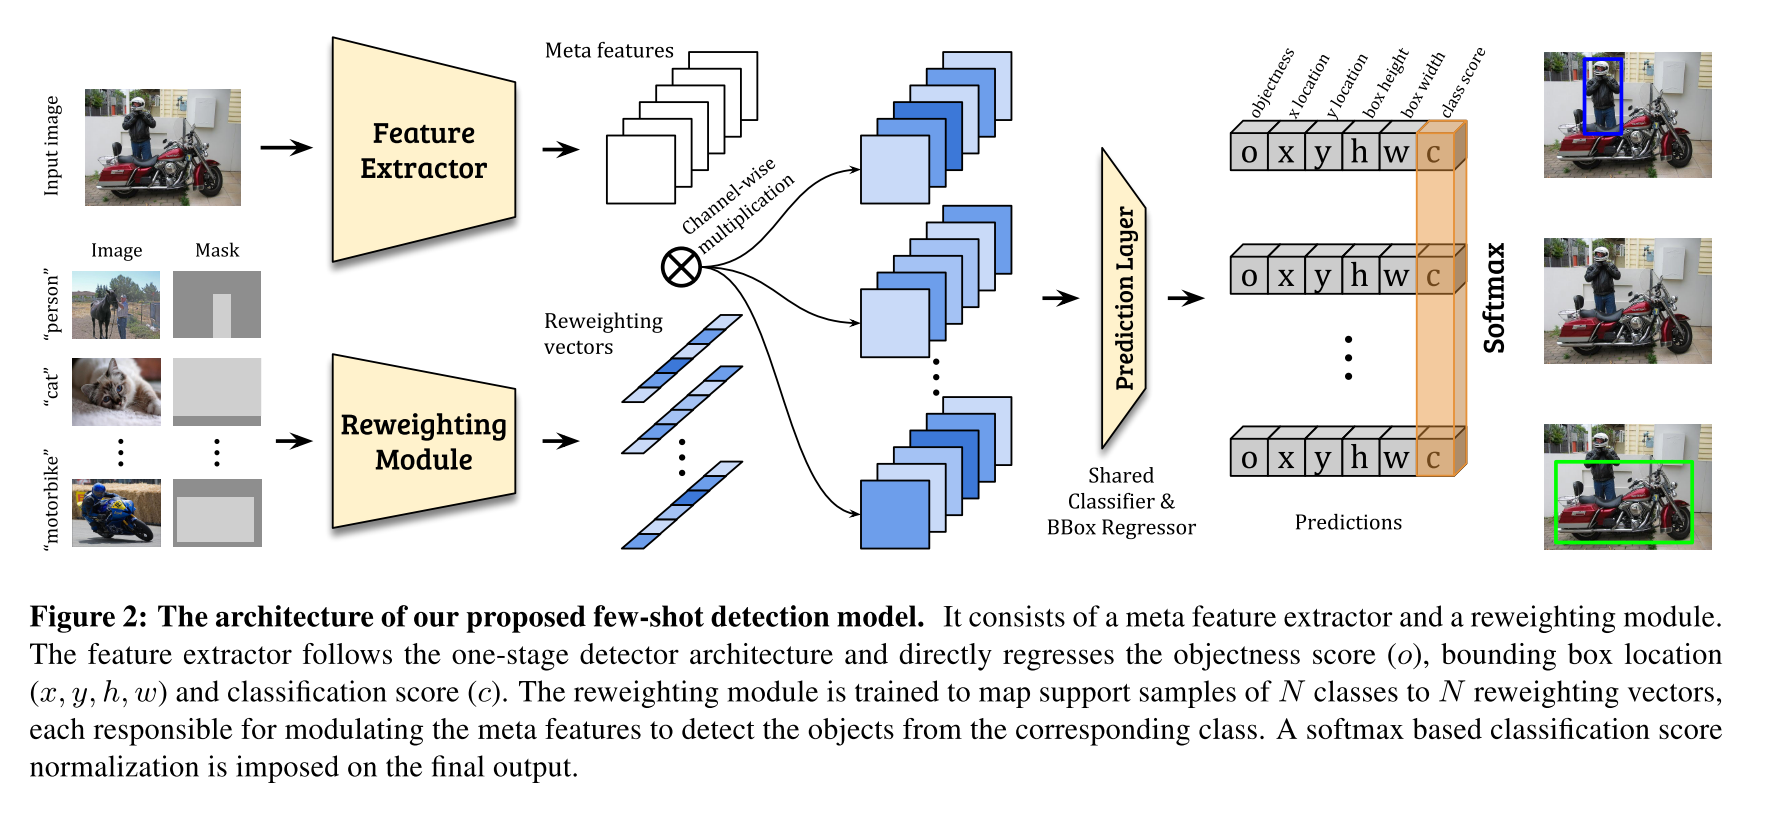 Input image
Feature
Extractor
Meta features
Channel-wise
multiplication
Image Mask
"person"
"cat"
"motorbike"
Reweighting
Module
Reweighting
vectors
Prediction Layer
Shared
Classifier &
BBox Regressor
objectness
x location
y location
box height
box width
class score
o x y h w c
o x y h w c
o x y h w c
Predictions
Softmax
Figure 2: The architecture of our proposed few-shot detection model. It consists of a meta feature extractor and a reweighting module.
The feature extractor follows the one-stage detector architecture and directly regresses the objectness score (o), bounding box location
(x, y, h, w) and classification score (c). The reweighting module is trained to map support samples of N classes to N reweighting vectors,
each responsible for modulating the meta features to detect the objects from the corresponding class. A softmax based classification score
normalization is imposed on the final output.